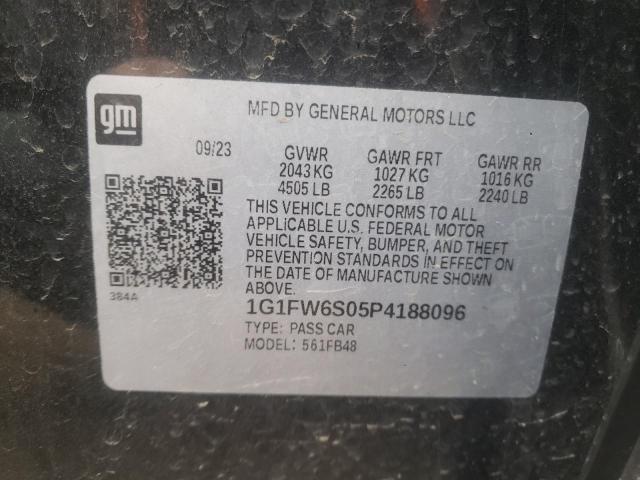 gm
MFD BY GENERAL MOTORS LLC
09/23 GVWR GAWR FRT GAWR RR
2043 KG 1027 KG 1016 KG
4505 LB 2265 LB 2240 LB
THIS VEHICLE CONFORMS TO ALL
APPLICABLE U.S. FEDERAL MOTOR
VEHICLE SAFETY, BUMPER, AND THEFT
PREVENTION STANDARDS IN EFFECT ON
THE DATE OF MANUFACTURE SHOWN
ABOVE.
384A
1G1FW6S05P4188096
TYPE: PASS CAR
MODEL: 561FB48